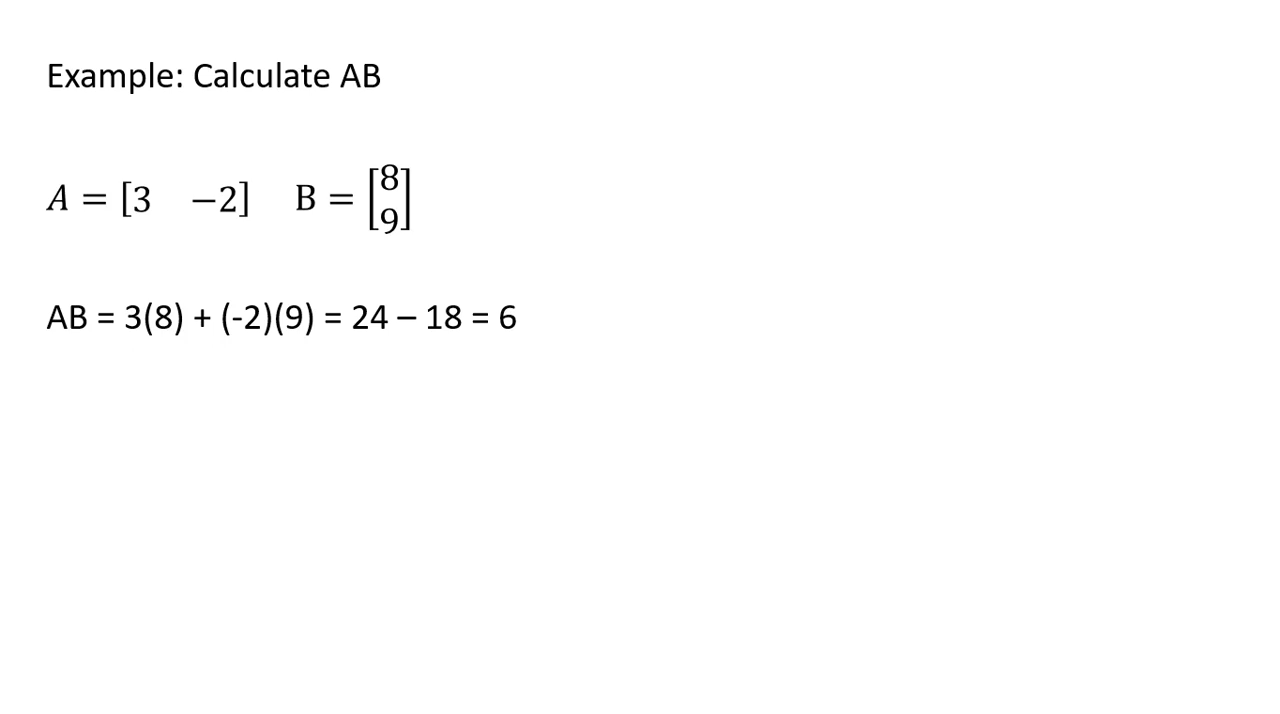 Example: Calculate AB
A = [3 −2] B = [8
9]
AB = 3(8) + (-2)(9) = 24 – 18 = 6